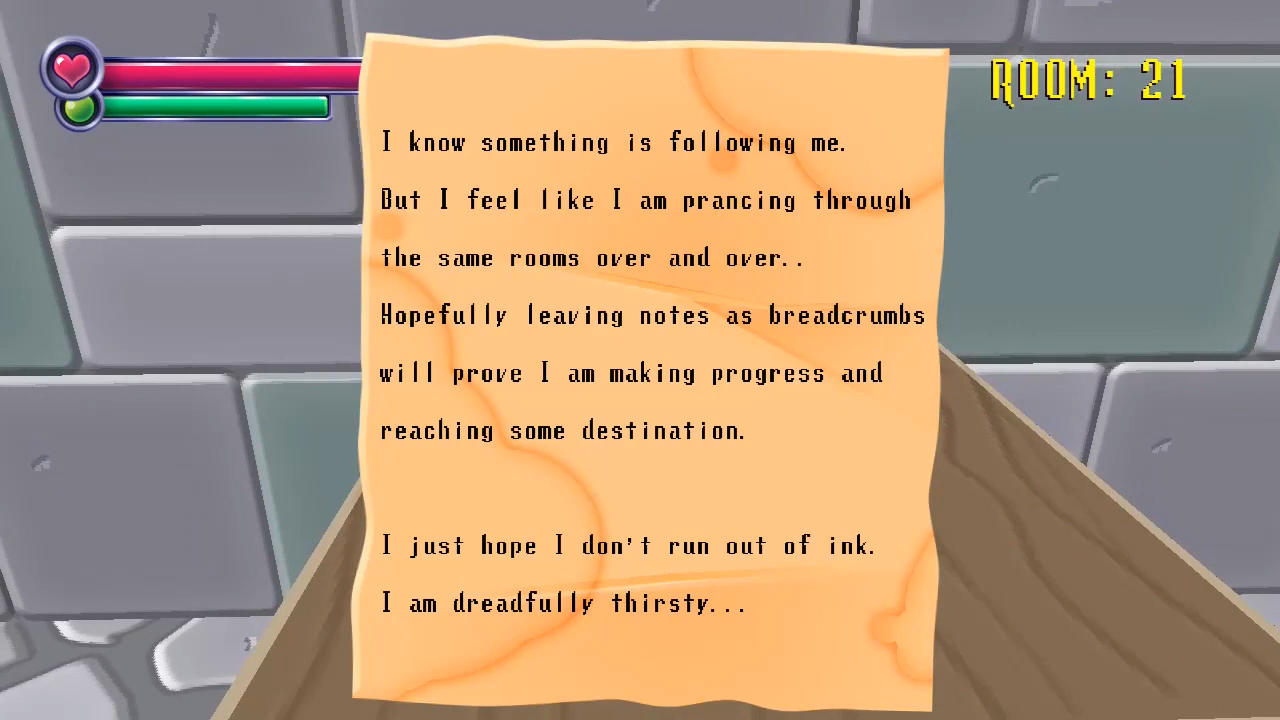 ROOM: 21
I know something is following me.
But I feel like I am prancing through
the same rooms over and over..
Hopefully leaving notes as breadcrumbs
will prove I am making progress and
reaching some destination.
I just hope I don't run out of ink.
I am dreadfully thirsty...